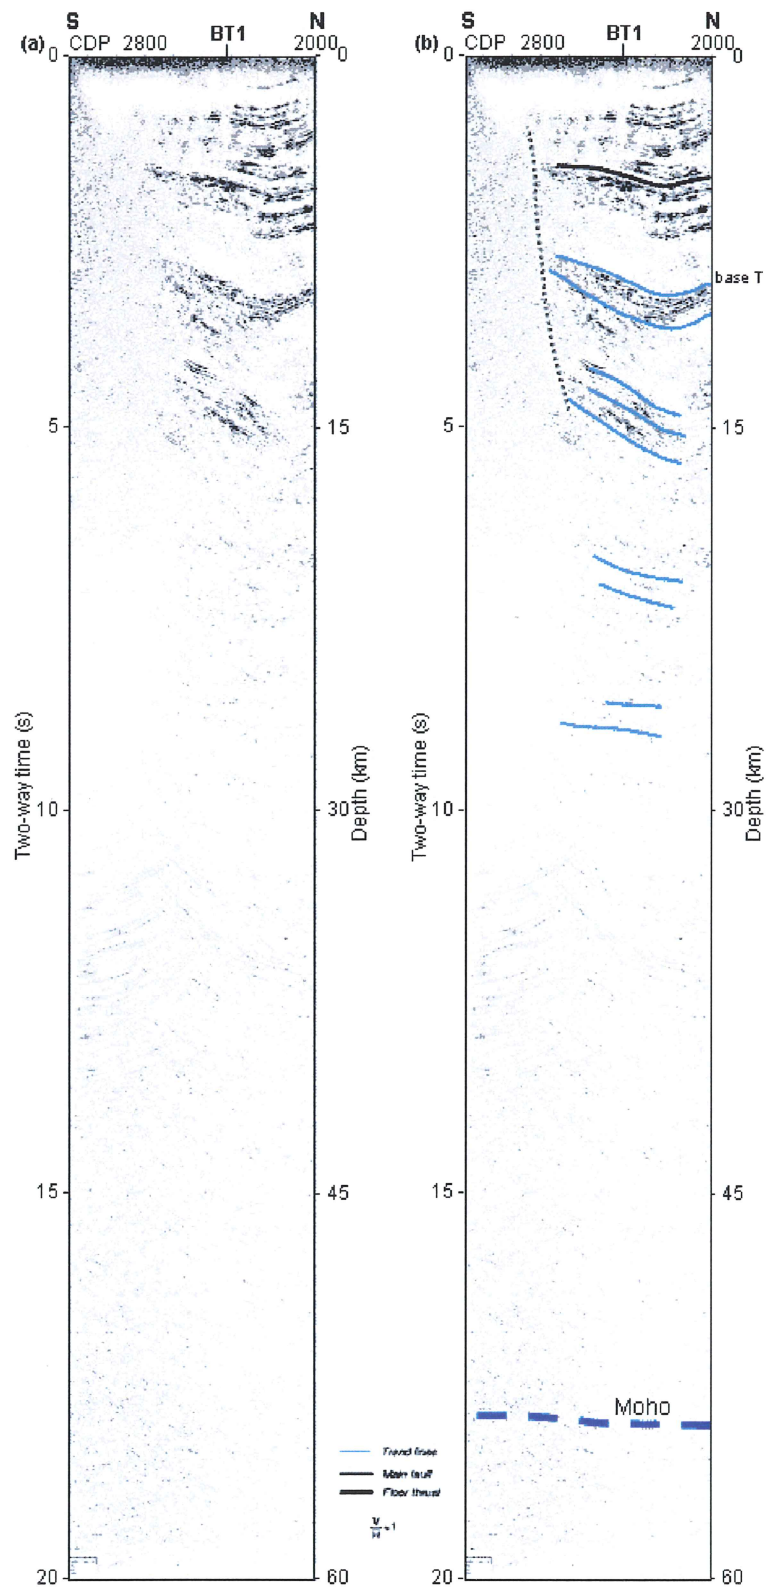 S N S N
(a) CDP 2800 BT1 2000 (b) CDP 2800 BT1 2000
0 0 0 0
base T
5 15 5 15
Two-way time (s) Depth (km) Two-way time (s) Depth (km)
10 30 10 30
15 45 15 45
Moho
Trend lines
Main fault
Floor thrust
V/H = 1
20 60 20 60